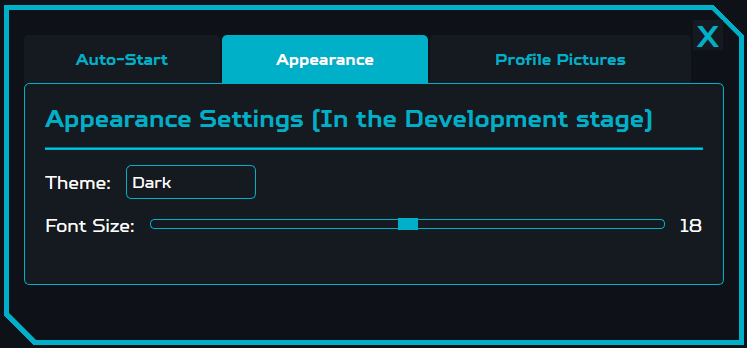 X
Auto-Start Appearance Profile Pictures
Appearance Settings (In the Development stage)
Theme: Dark
Font Size: 18